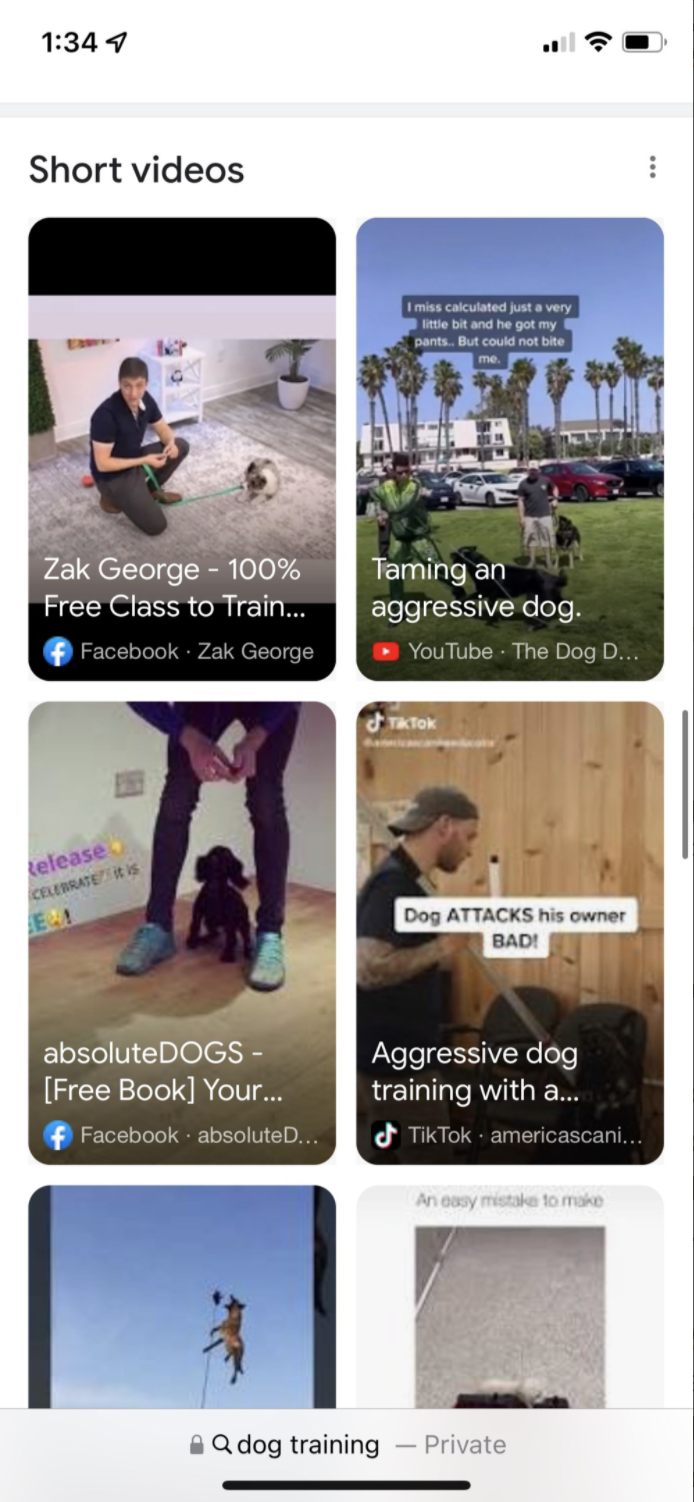 1:34
Short videos
Zak George - 100%
Free Class to Train...
Facebook · Zak George
I miss calculated just a very
little bit and he got my
pants.. But could not bite
me.
Taming an
aggressive dog.
YouTube · The Dog D...
Release
CELEBRATE it is
EE !
absoluteDOGS -
[Free Book] Your...
Facebook · absoluteD...
TikTok
Dog ATTACKS his owner
BAD!
Aggressive dog
training with a...
TikTok · americascani...
An easy mistake to make
dog training — Private